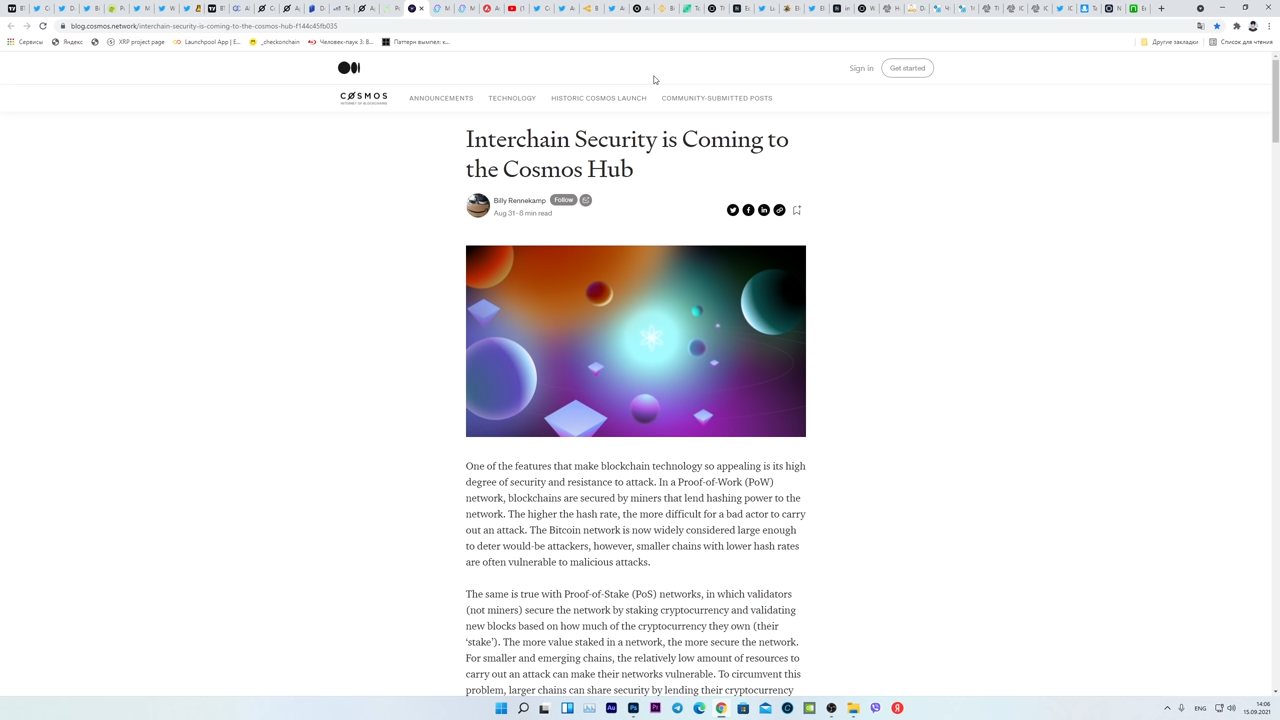 blog.cosmos.network/interchain-security-is-coming-to-the-cosmos-hub-f144c45fb035
Сервисы
Яндекс
XRP project page
Launchpool App | E...
_checkonchain
Человек-паук 3: В...
Паттерн вымпел: к...
Другие закладки
Список для чтения
Sign in
Get started
COSMOS
INTERNET OF BLOCKCHAINS
ANNOUNCEMENTS
TECHNOLOGY
HISTORIC COSMOS LAUNCH
COMMUNITY-SUBMITTED POSTS
Interchain Security is Coming to
the Cosmos Hub
Billy Rennekamp
Follow
Aug 31 · 8 min read
One of the features that make blockchain technology so appealing is its high
degree of security and resistance to attack. In a Proof-of-Work (PoW)
network, blockchains are secured by miners that lend hashing power to the
network. The higher the hash rate, the more difficult for a bad actor to carry
out an attack. The Bitcoin network is now widely considered large enough
to deter would-be attackers, however, smaller chains with lower hash rates
are often vulnerable to malicious attacks.
The same is true with Proof-of-Stake (PoS) networks, in which validators
(not miners) secure the network by staking cryptocurrency and validating
new blocks based on how much of the cryptocurrency they own (their
‘stake’). The more value staked in a network, the more secure the network.
For smaller and emerging chains, the relatively low amount of resources to
carry out an attack can make their networks vulnerable. To circumvent this
problem, larger chains can share security by lending their cryptocurrency
ENG
14:06
15.09.2021